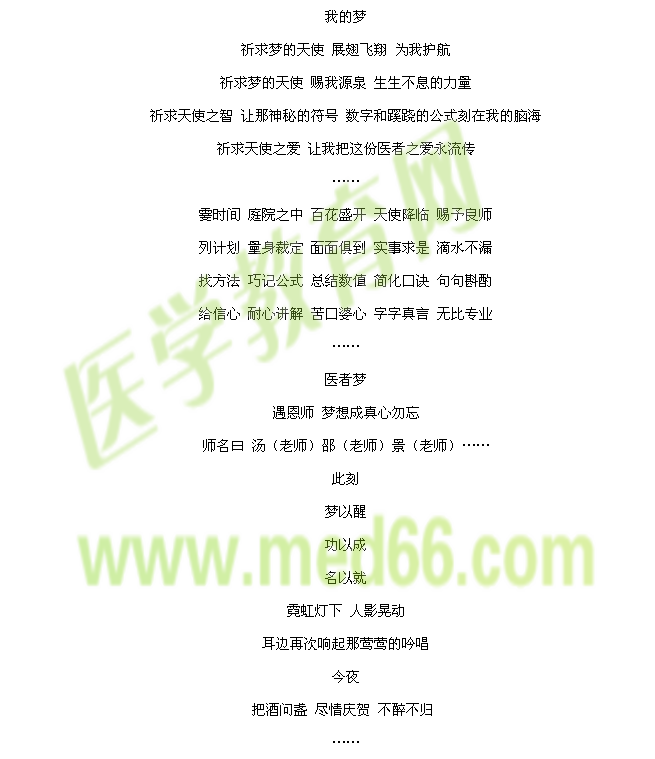 我的梦
祈求梦的天使 展翅飞翔 为我护航
祈求梦的天使 赐我源泉 生生不息的力量
祈求天使之智 让那神秘的符号 数字和蹊跷的公式刻在我的脑海
祈求天使之爱 让我把这份医者之爱永流传
……
霎时间 庭院之中 百花盛开 天使降临 赐予良师
列计划 量身裁定 面面俱到 实事求是 滴水不漏
找方法 巧记公式 总结数值 简化口诀 句句斟酌
给信心 耐心讲解 苦口婆心 字字真言 无比专业
……
医者梦
遇恩师 梦想成真心勿忘
师名曰 汤（老师）邵（老师）景（老师）……
此刻
梦以醒
功以成
名以就
霓虹灯下 人影晃动
耳边再次响起那莺莺的吟唱
今夜
把酒问盏 尽情庆贺 不醉不归
……
医学教育网
www.med66.com